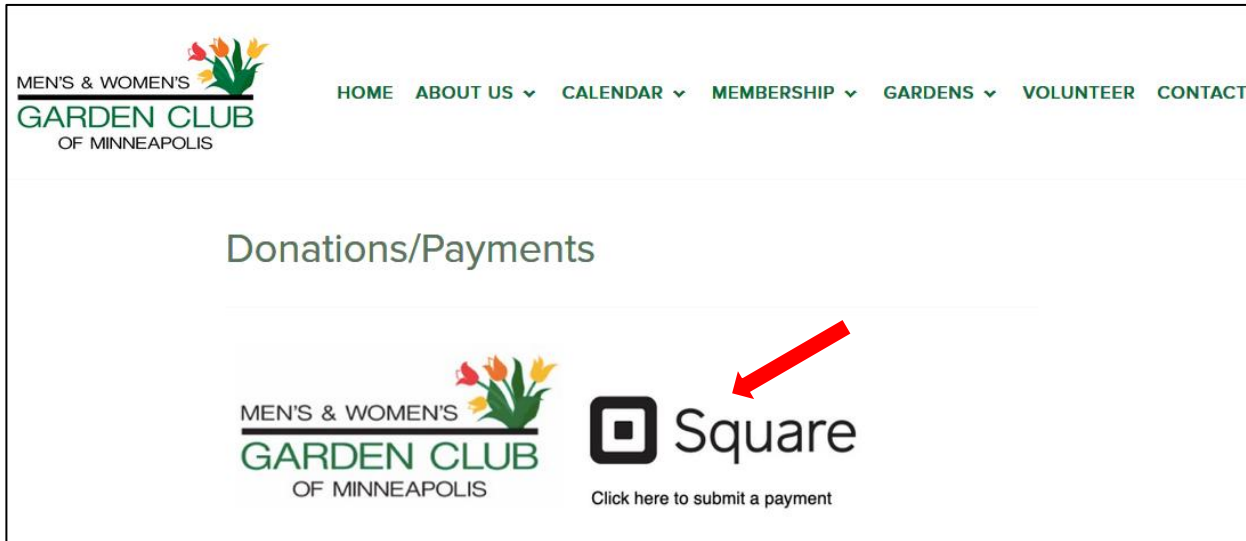 MEN'S & WOMEN'S
GARDEN CLUB
OF MINNEAPOLIS
HOME ABOUT US CALENDAR MEMBERSHIP GARDENS VOLUNTEER CONTACT
Donations/Payments
MEN'S & WOMEN'S
GARDEN CLUB
OF MINNEAPOLIS
Square
Click here to submit a payment